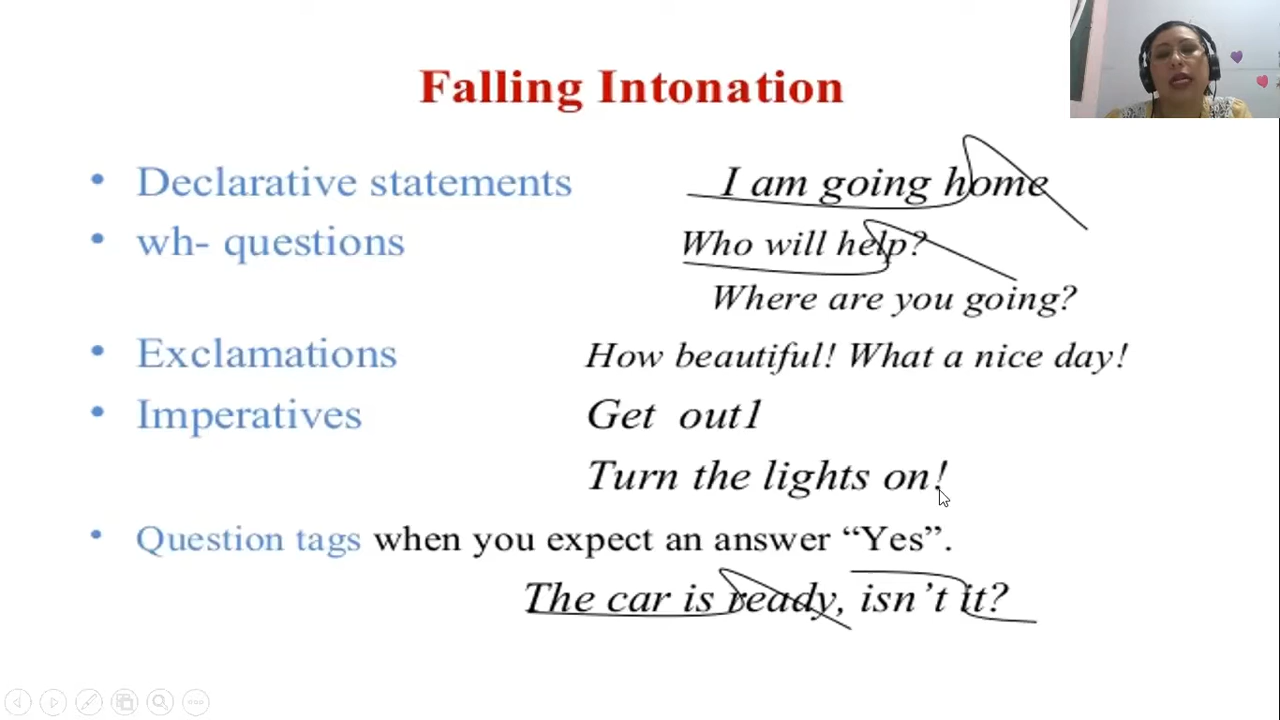 Falling Intonation
• Declarative statements I am going home
• wh- questions Who will help?
Where are you going?
• Exclamations How beautiful! What a nice day!
• Imperatives Get out1
Turn the lights on!
• Question tags when you expect an answer “Yes”.
The car is ready, isn’t it?